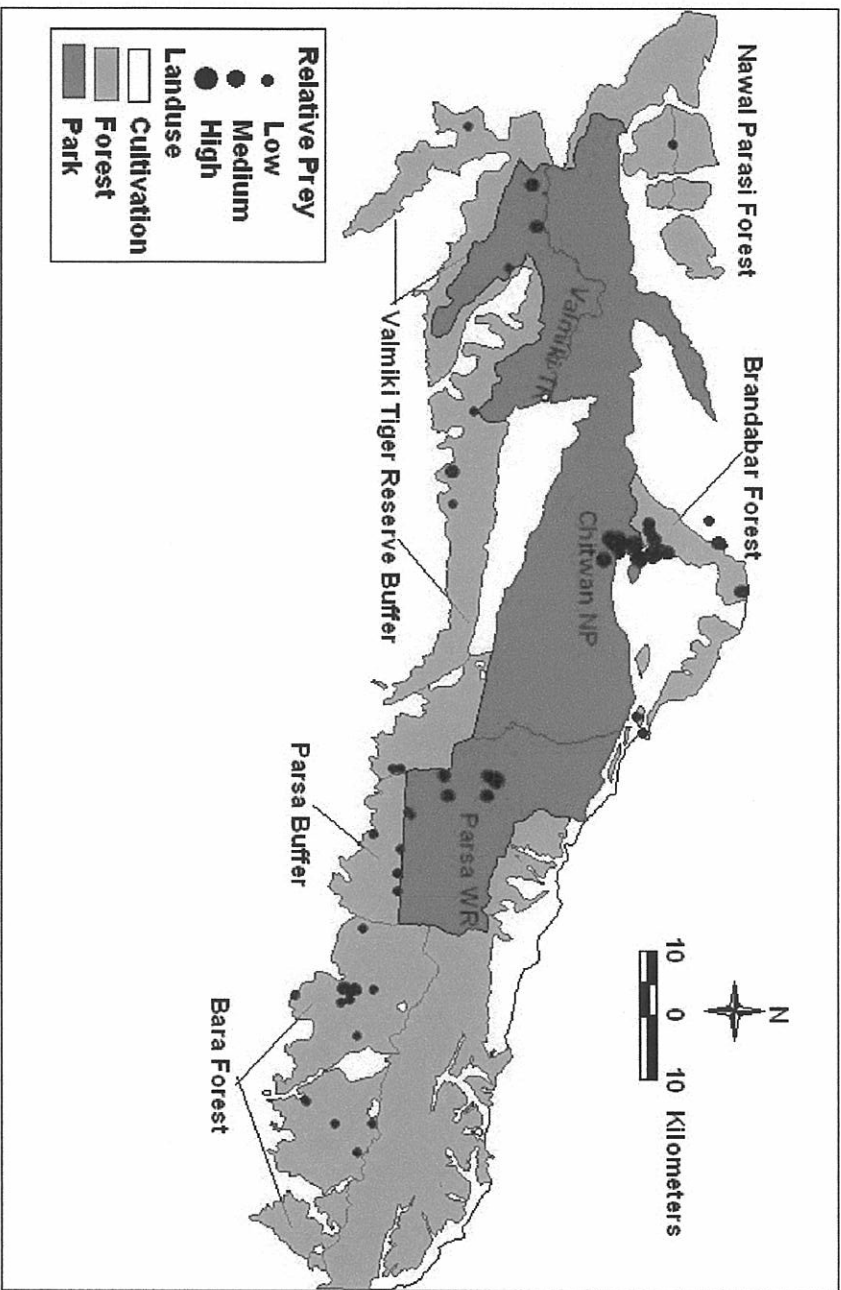 Nawal Parasi Forest
Brandabar Forest
N
10 0 10 Kilometers
Valmiki TR
Chitwan NP
Parsa WR
Valmiki Tiger Reserve Buffer
Parsa Buffer
Bara Forest
Relative Prey
Low
Medium
High
Landuse
Cultivation
Forest
Park